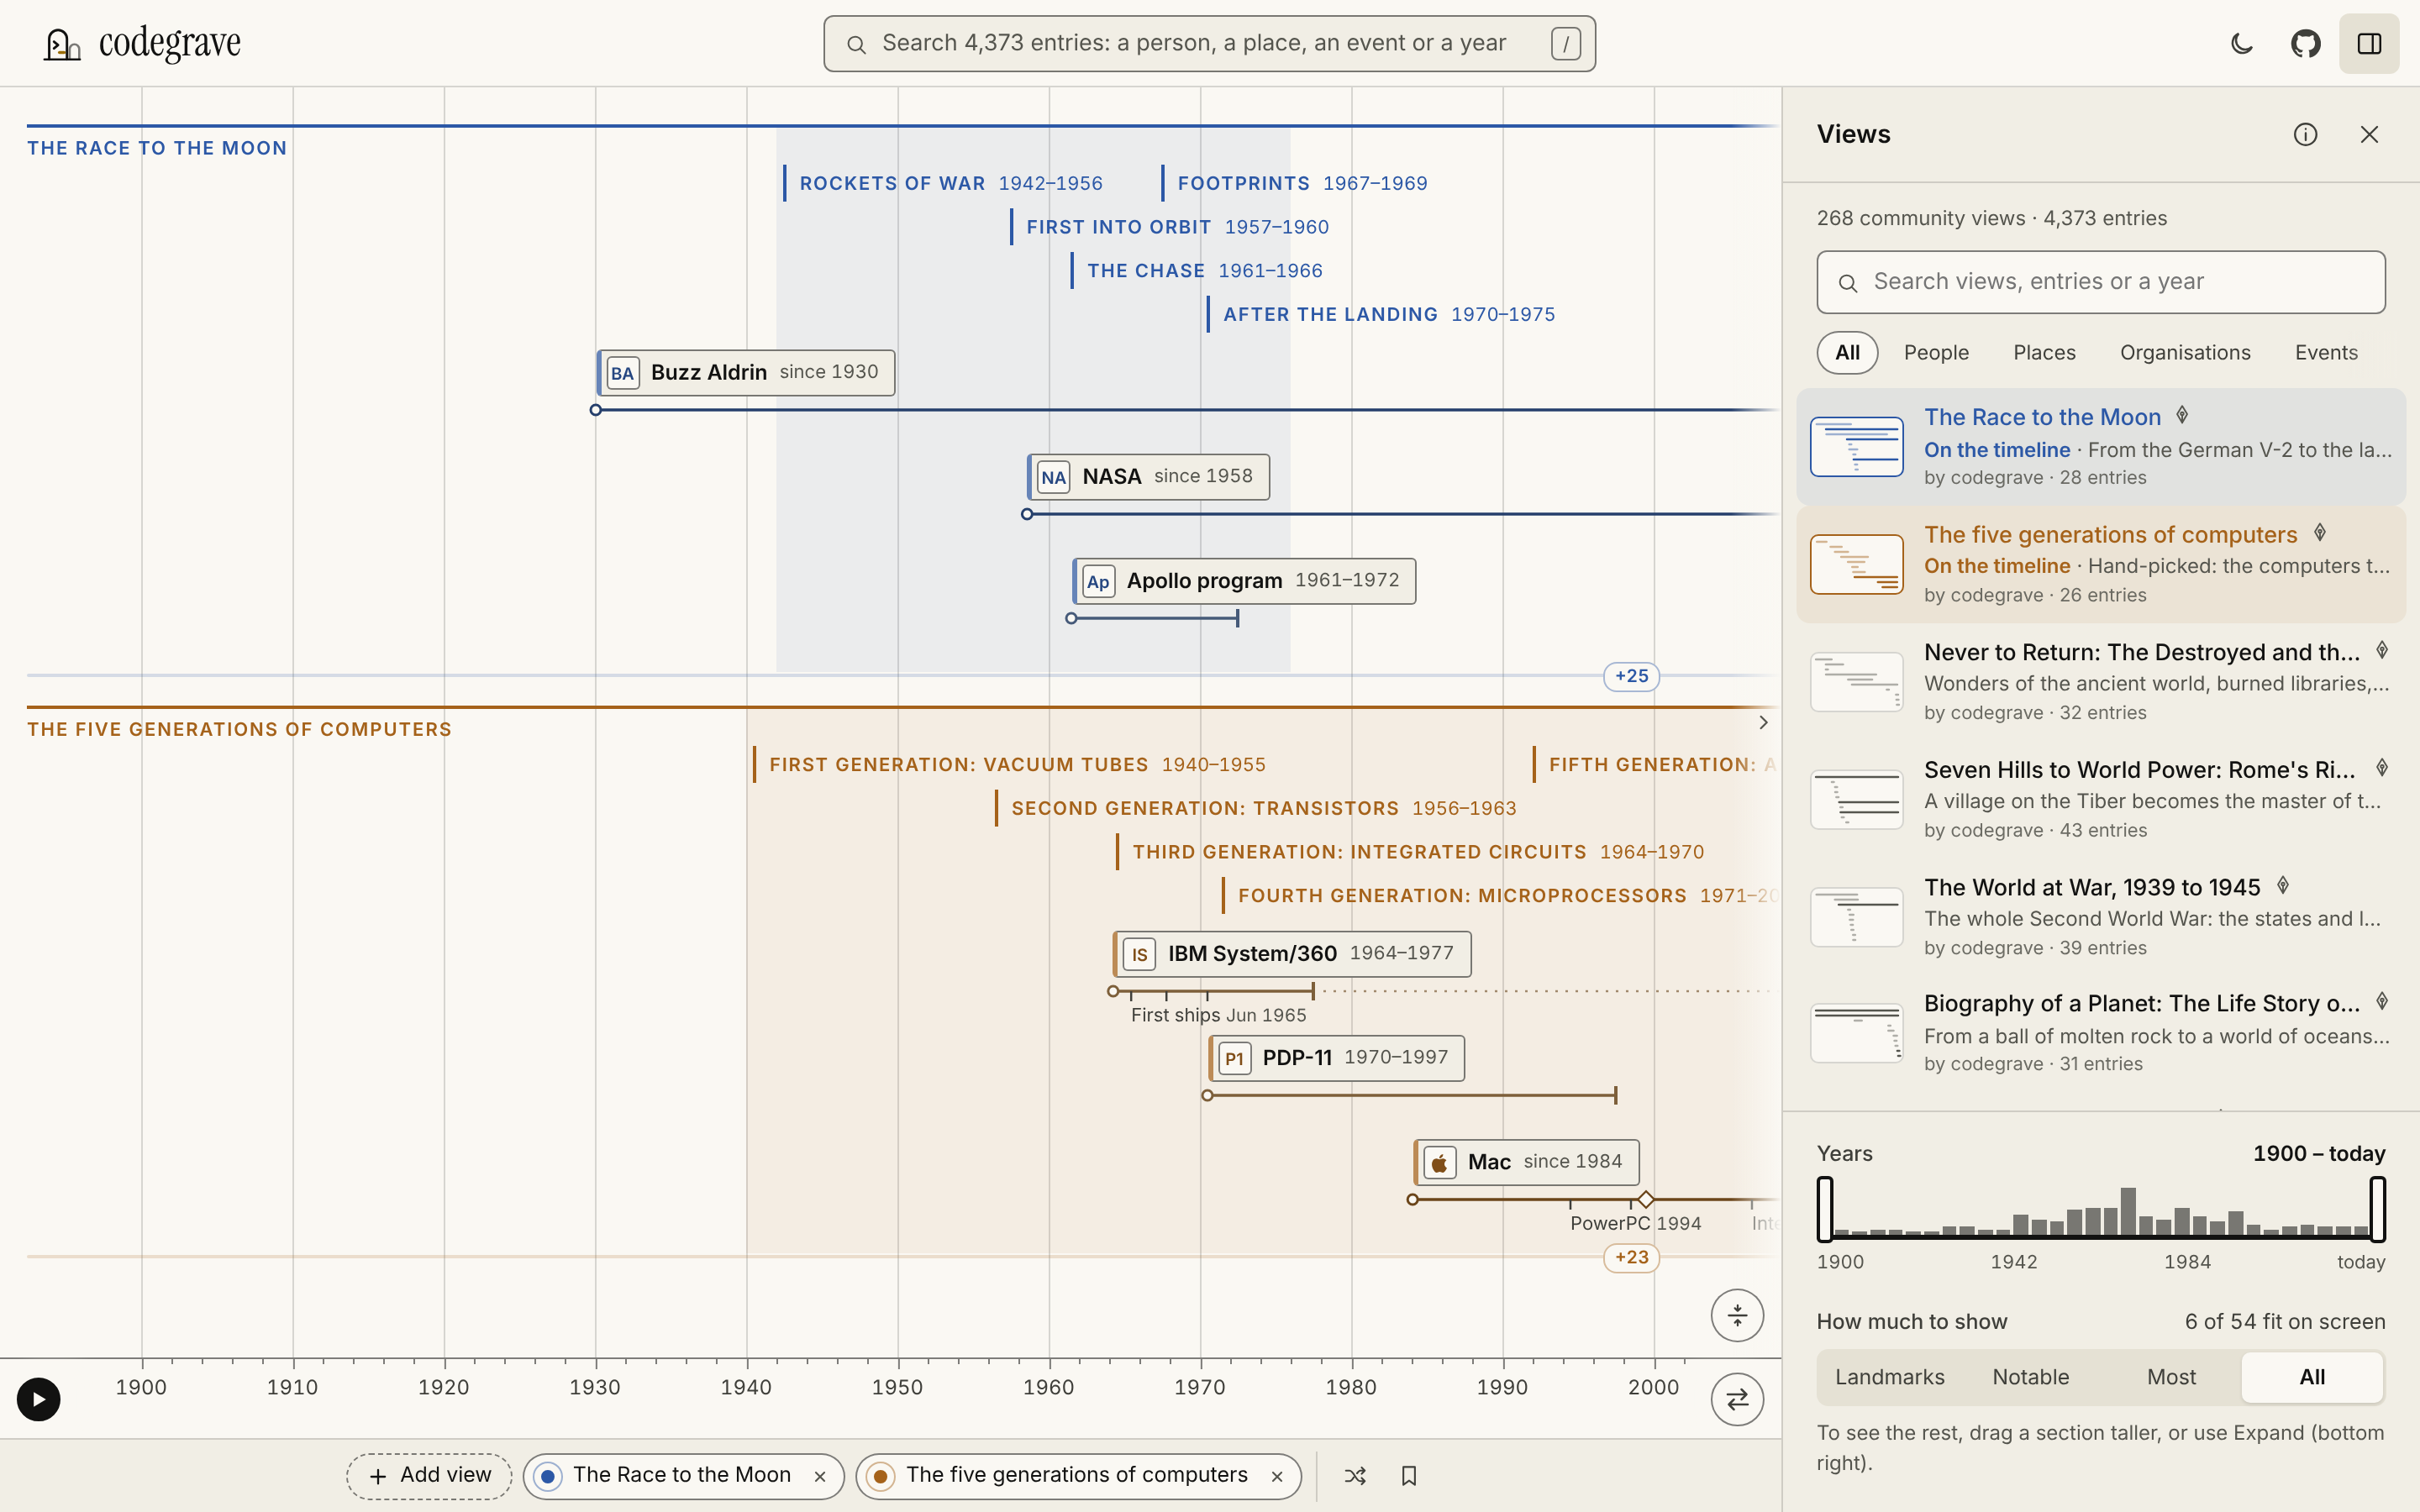 codegrave
Search 4,373 entries: a person, a place, an event or a year /
THE RACE TO THE MOON
ROCKETS OF WAR 1942–1956
FOOTPRINTS 1967–1969
FIRST INTO ORBIT 1957–1960
THE CHASE 1961–1966
AFTER THE LANDING 1970–1975
BA Buzz Aldrin since 1930
NA NASA since 1958
Ap Apollo program 1961–1972
+25
THE FIVE GENERATIONS OF COMPUTERS
FIRST GENERATION: VACUUM TUBES 1940–1955
FIFTH GENERATION: A
SECOND GENERATION: TRANSISTORS 1956–1963
THIRD GENERATION: INTEGRATED CIRCUITS 1964–1970
FOURTH GENERATION: MICROPROCESSORS 1971–20
IS IBM System/360 1964–1977
First ships Jun 1965
P1 PDP-11 1970–1997
Mac since 1984
PowerPC 1994
Inte
+23
1900 1910 1920 1930 1940 1950 1960 1970 1980 1990 2000
+ Add view
The Race to the Moon ×
The five generations of computers ×
Views
268 community views · 4,373 entries
Search views, entries or a year
All People Places Organisations Events
The Race to the Moon
On the timeline · From the German V-2 to the la...
by codegrave · 28 entries
The five generations of computers
On the timeline · Hand-picked: the computers t...
by codegrave · 26 entries
Never to Return: The Destroyed and th...
Wonders of the ancient world, burned libraries,...
by codegrave · 32 entries
Seven Hills to World Power: Rome's Ri...
A village on the Tiber becomes the master of t...
by codegrave · 43 entries
The World at War, 1939 to 1945
The whole Second World War: the states and l...
by codegrave · 39 entries
Biography of a Planet: The Life Story o...
From a ball of molten rock to a world of oceans...
by codegrave · 31 entries
Years 1900 – today
1900 1942 1984 today
How much to show 6 of 54 fit on screen
Landmarks Notable Most All
To see the rest, drag a section taller, or use Expand (bottom
right).